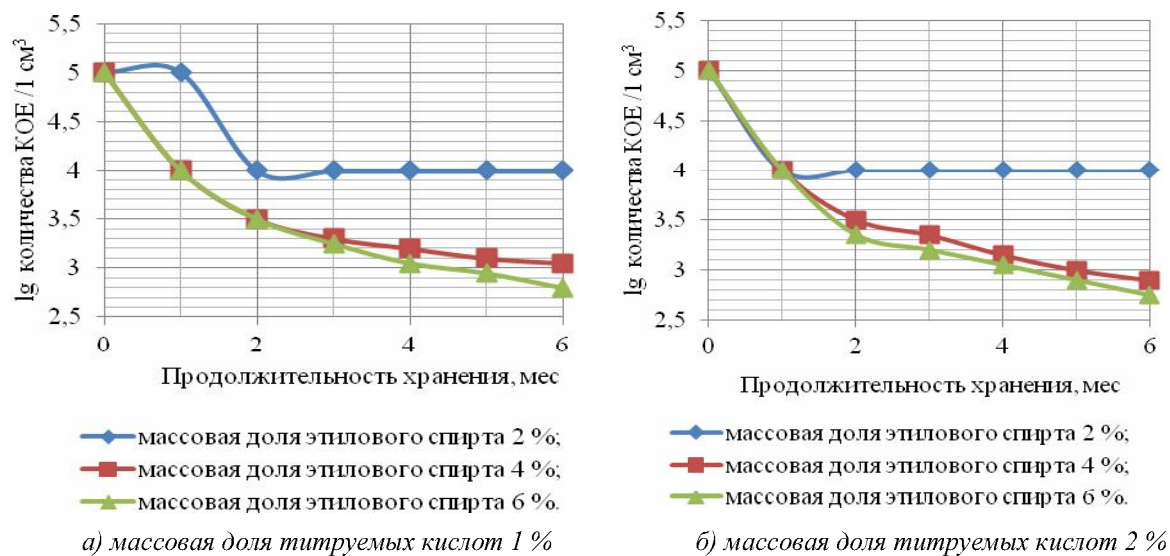 5,5
5
4,5
4
3,5
3
2,5
lg количества КОЕ /1 см³
0 2 4 6
Продолжительность хранения, мес
массовая доля этилового спирта 2 %;
массовая доля этилового спирта 4 %;
массовая доля этилового спирта 6 %.
а) массовая доля титруемых кислот 1 %
5,5
5
4,5
4
3,5
3
2,5
lg количества КОЕ /1 см³
0 2 4 6
Продолжительность хранения, мес
массовая доля этилового спирта 2 %;
массовая доля этилового спирта 4 %;
массовая доля этилового спирта 6 %.
б) массовая доля титруемых кислот 2 %